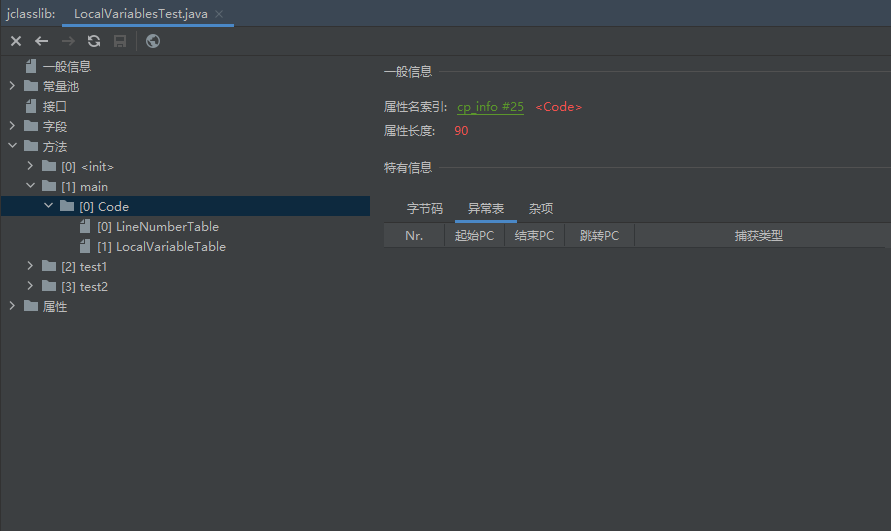 jclasslib: LocalVariablesTest.java
一般信息
常量池
接口
字段
方法
[0] <init>
[1] main
[0] Code
[0] LineNumberTable
[1] LocalVariableTable
[2] test1
[3] test2
属性
一般信息
属性名索引: cp_info #25 <Code>
属性长度: 90
特有信息
字节码 异常表 杂项
Nr. 起始PC 结束PC 跳转PC 捕获类型